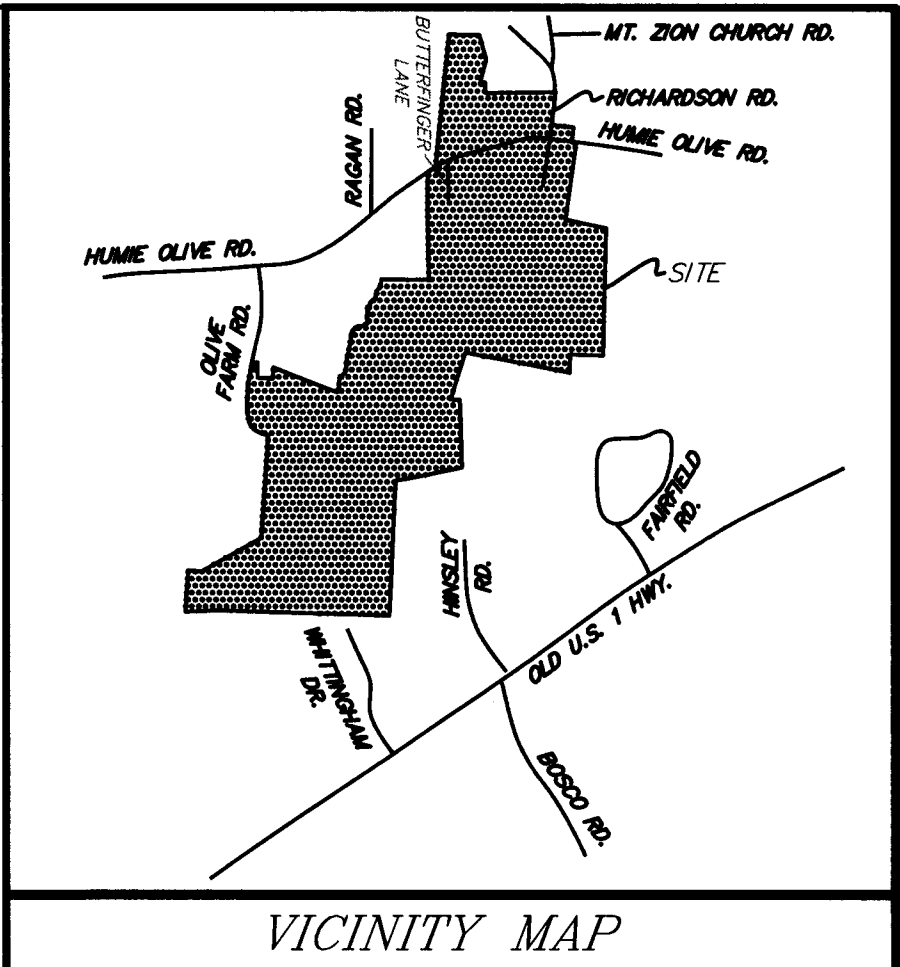 MT. ZION CHURCH RD.
BUTTERFINGER
LANE
RICHARDSON RD.
RAGAN RD.
HUMIE OLIVE RD.
HUMIE OLIVE RD.
SITE
OLIVE
FARM RD.
FAIRFIELD
RD.
HINSLEY
RD.
OLD U.S. 1 HWY.
WHITTINGHAM
DR.
BOSCO RD.
VICINITY MAP